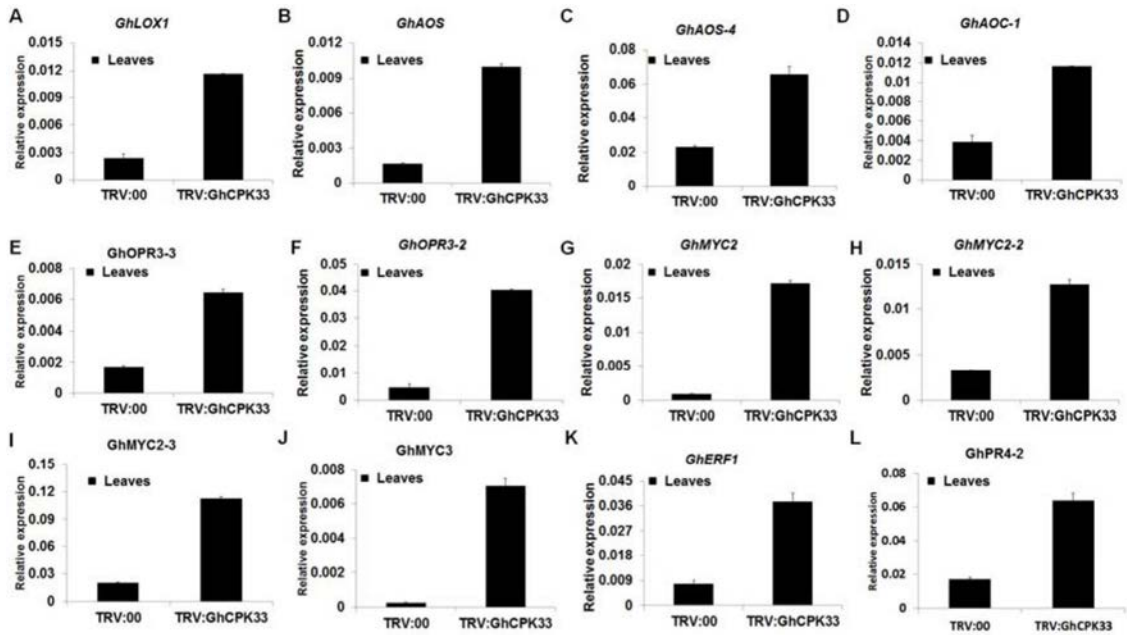 A
GhLOX1
Relative expression
0.015
0.012
0.009
0.006
0.003
0
Leaves
TRV:00 TRV:GhCPK33
B
GhAOS
Relative expression
0.012
0.009
0.006
0.003
0
Leaves
TRV:00 TRV:GhCPK33
C
GhAOS-4
Relative expression
0.08
0.06
0.04
0.02
0
Leaves
TRV:00 TRV:GhCPK33
D
GhAOC-1
Relative expression
0.014
0.012
0.01
0.008
0.006
0.004
0.002
0
Leaves
TRV:00 TRV:GhCPK33
E
GhOPR3-3
Relative expression
0.008
0.006
0.004
0.002
0
Leaves
TRV:00 TRV:GhCPK33
F
GhOPR3-2
Relative expression
0.05
0.04
0.03
0.02
0.01
0
Leaves
TRV:00 TRV:GhCPK33
G
GhMYC2
Relative expression
0.02
0.015
0.01
0.005
0
Leaves
TRV:00 TRV:GhCPK33
H
GhMYC2-2
Relative expression
0.015
0.01
0.005
0
Leaves
TRV:00 TRV:GhCPK33
I
GhMYC2-3
Relative expression
0.15
0.12
0.09
0.06
0.03
0
Leaves
TRV:00 TRV:GhCPK33
J
GhMYC3
Relative expression
0.008
0.006
0.004
0.002
0
Leaves
TRV:00 TRV:GhCPK33
K
GhERF1
Relative expression
0.045
0.036
0.027
0.018
0.009
0
Leaves
TRV:00 TRV:GhCPK33
L
GhPR4-2
Relative expression
0.08
0.06
0.04
0.02
0
Leaves
TRV:00 TRV:GhCPK33